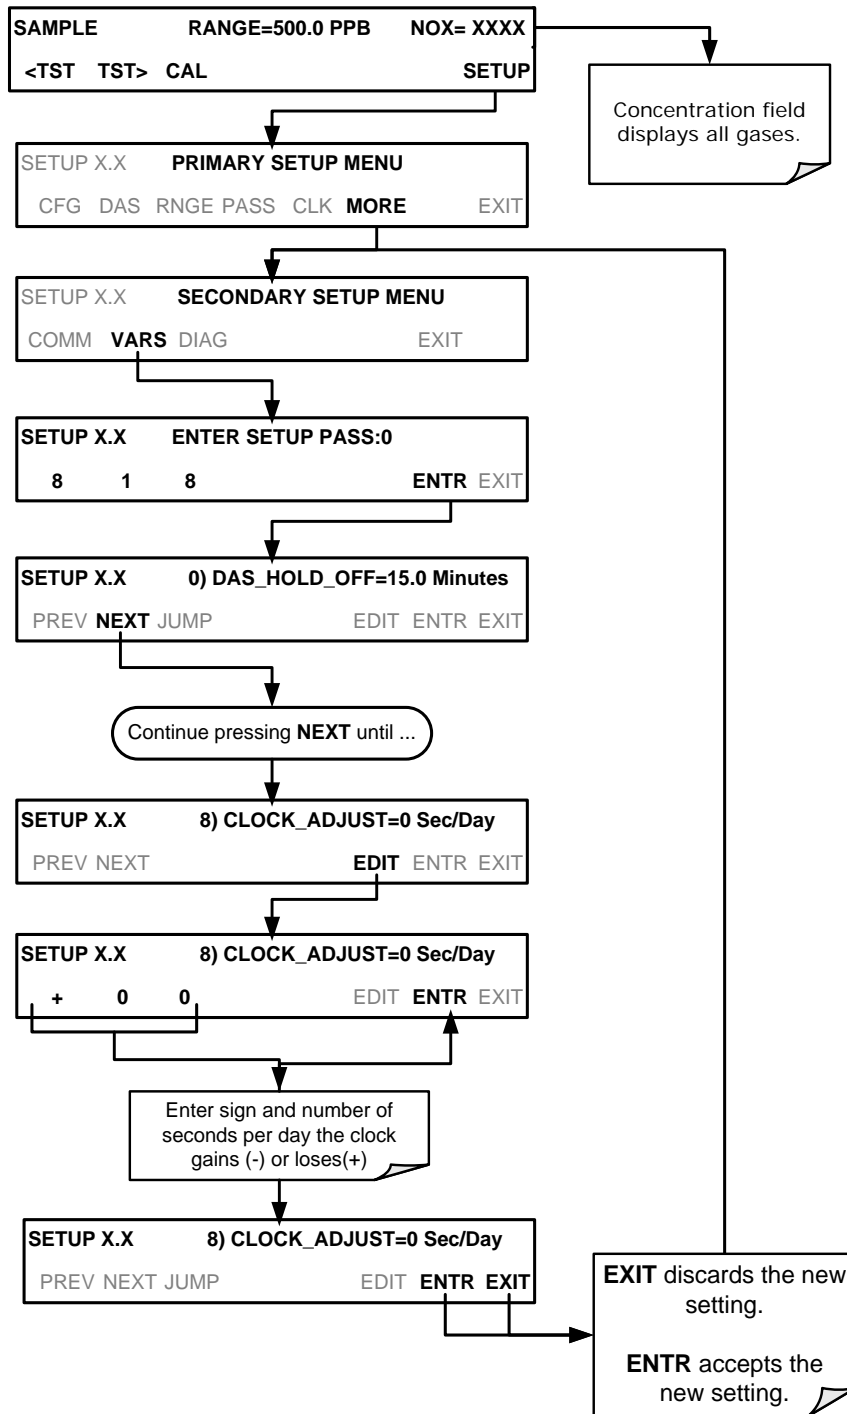 SAMPLE RANGE=500.0 PPB NOX= XXXX
<TST TST> CAL SETUP
Concentration field
displays all gases.
SETUP X.X PRIMARY SETUP MENU
CFG DAS RNGE PASS CLK MORE EXIT
SETUP X.X SECONDARY SETUP MENU
COMM VARS DIAG EXIT
SETUP X.X ENTER SETUP PASS:0
8 1 8 ENTR EXIT
SETUP X.X 0) DAS_HOLD_OFF=15.0 Minutes
PREV NEXT JUMP EDIT ENTR EXIT
Continue pressing NEXT until ...
SETUP X.X 8) CLOCK_ADJUST=0 Sec/Day
PREV NEXT EDIT ENTR EXIT
SETUP X.X 8) CLOCK_ADJUST=0 Sec/Day
+ 0 0 EDIT ENTR EXIT
Enter sign and number of
seconds per day the clock
gains (-) or loses(+)
SETUP X.X 8) CLOCK_ADJUST=0 Sec/Day
PREV NEXT JUMP EDIT ENTR EXIT
EXIT discards the new
setting.
ENTR accepts the
new setting.